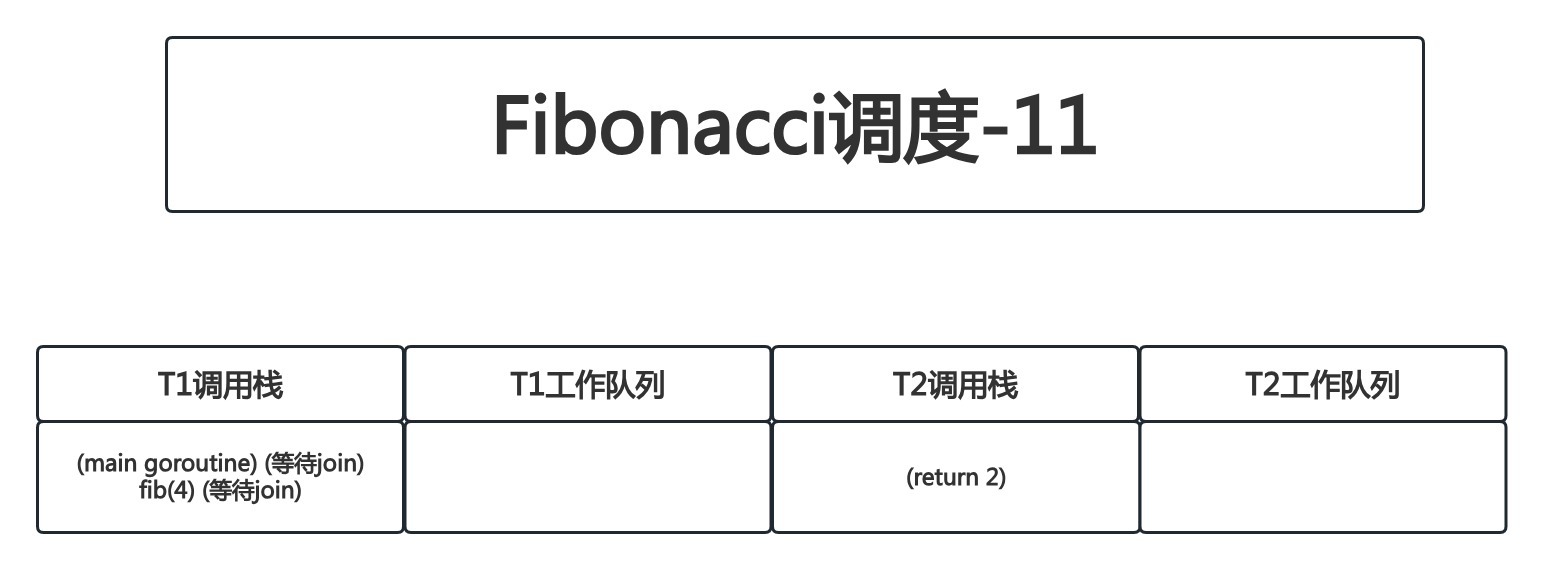 Fibonacci调度-11
T1调用栈
T1工作队列
T2调用栈
T2工作队列
(main goroutine) (等待join)
fib(4) (等待join)
(return 2)